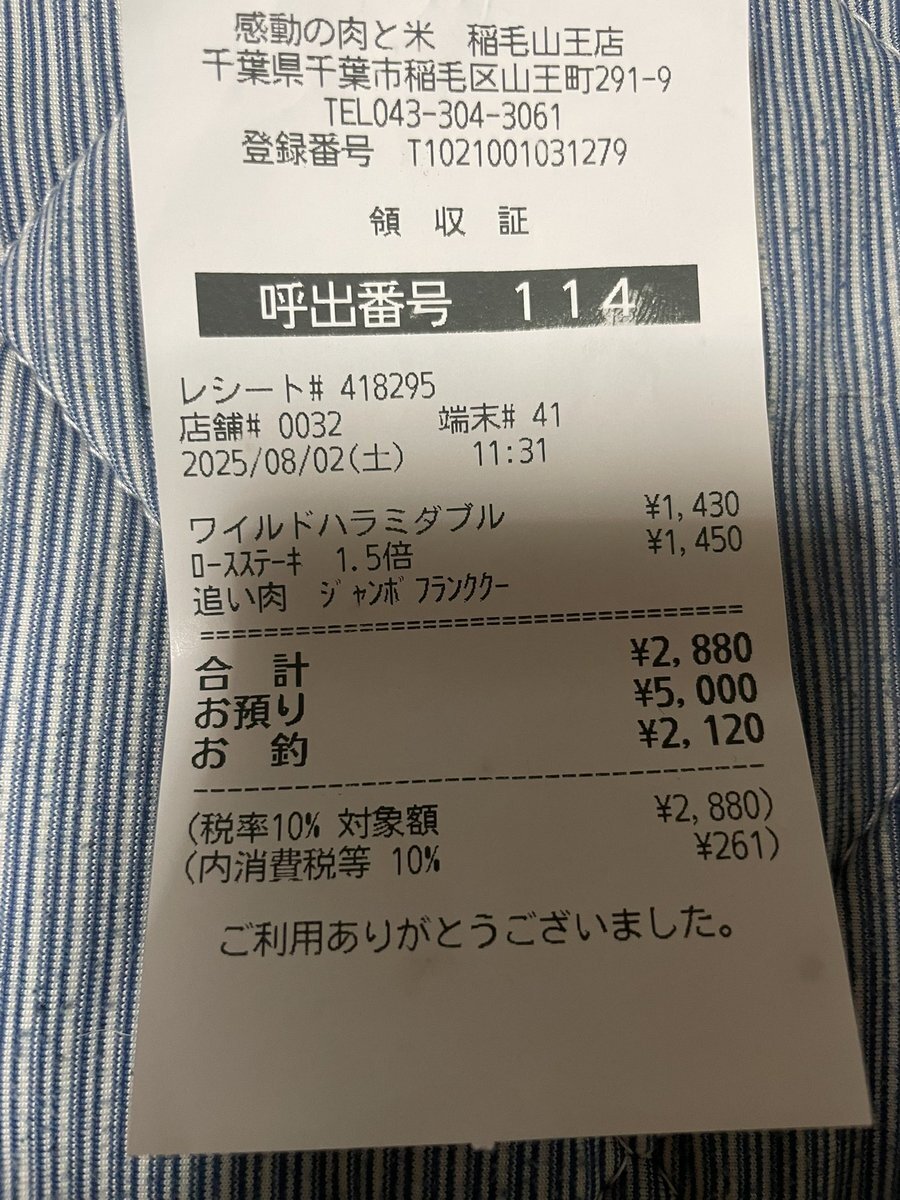 感動の肉と米 稲毛山王店
千葉県千葉市稲毛区山王町291-9
TEL043-304-3061
登録番号 T1021001031279
領 収 証
呼出番号 114
レシート# 418295
店舗# 0032 端末# 41
2025/08/02(土) 11:31
ワイルドハラミダブル ¥1,430
ﾛｰｽｽﾃｰｷ 1.5倍 ¥1,450
追い肉 ｼﾞｬﾝﾎﾞﾌﾗﾝｸｸｰ
合 計 ¥2,880
お預り ¥5,000
お 釣 ¥2,120
(税率10% 対象額 ¥2,880)
(内消費税等 10% ¥261)
ご利用ありがとうございました。